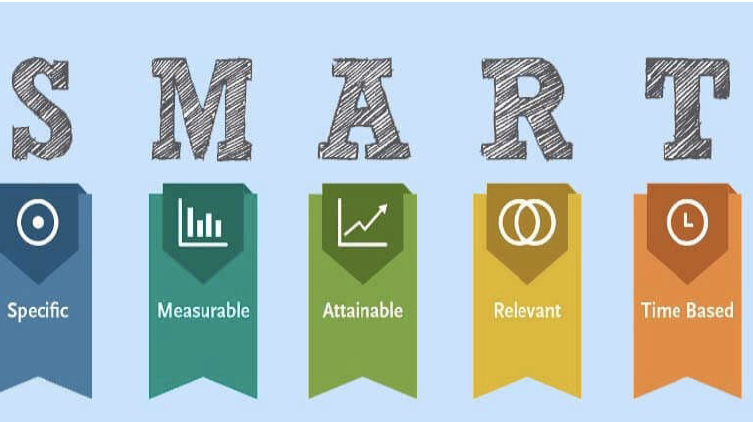 S M A R T
Specific
Measurable
Attainable
Relevant
Time Based